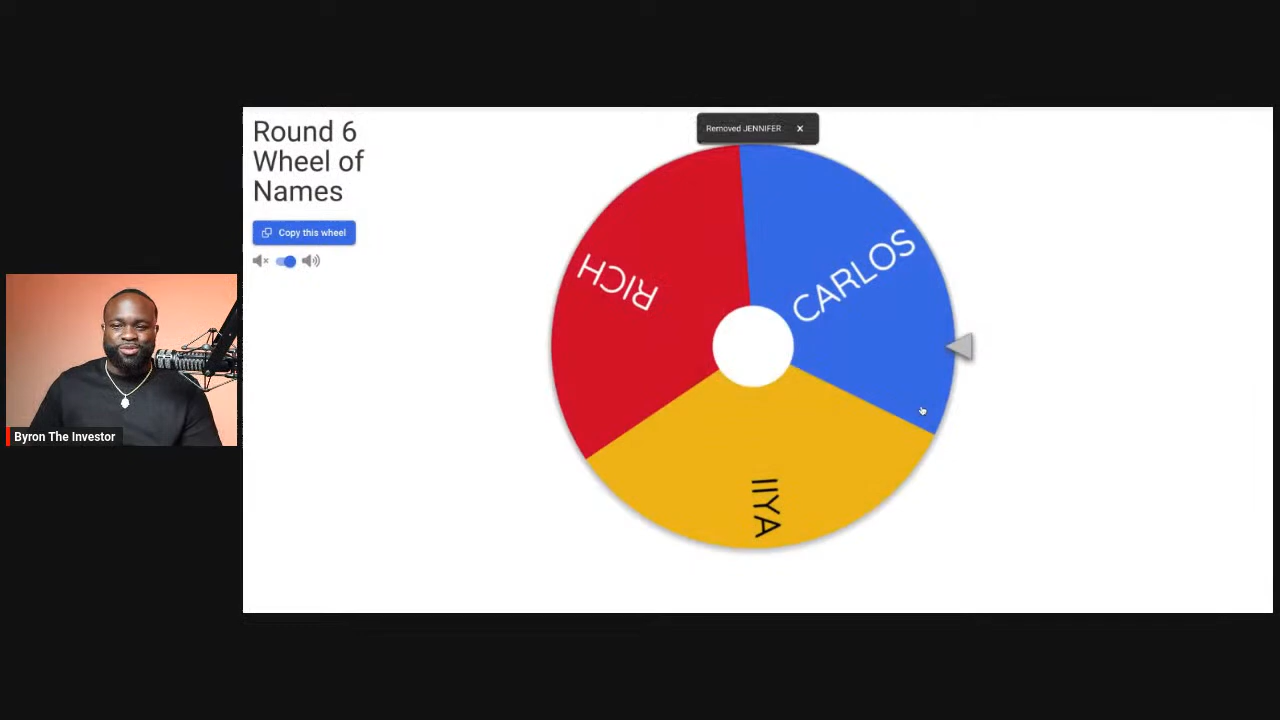 Removed JENNIFER
Round 6
Wheel of
Names
Copy this wheel
RICH
CARLOS
IIYA
Byron The Investor